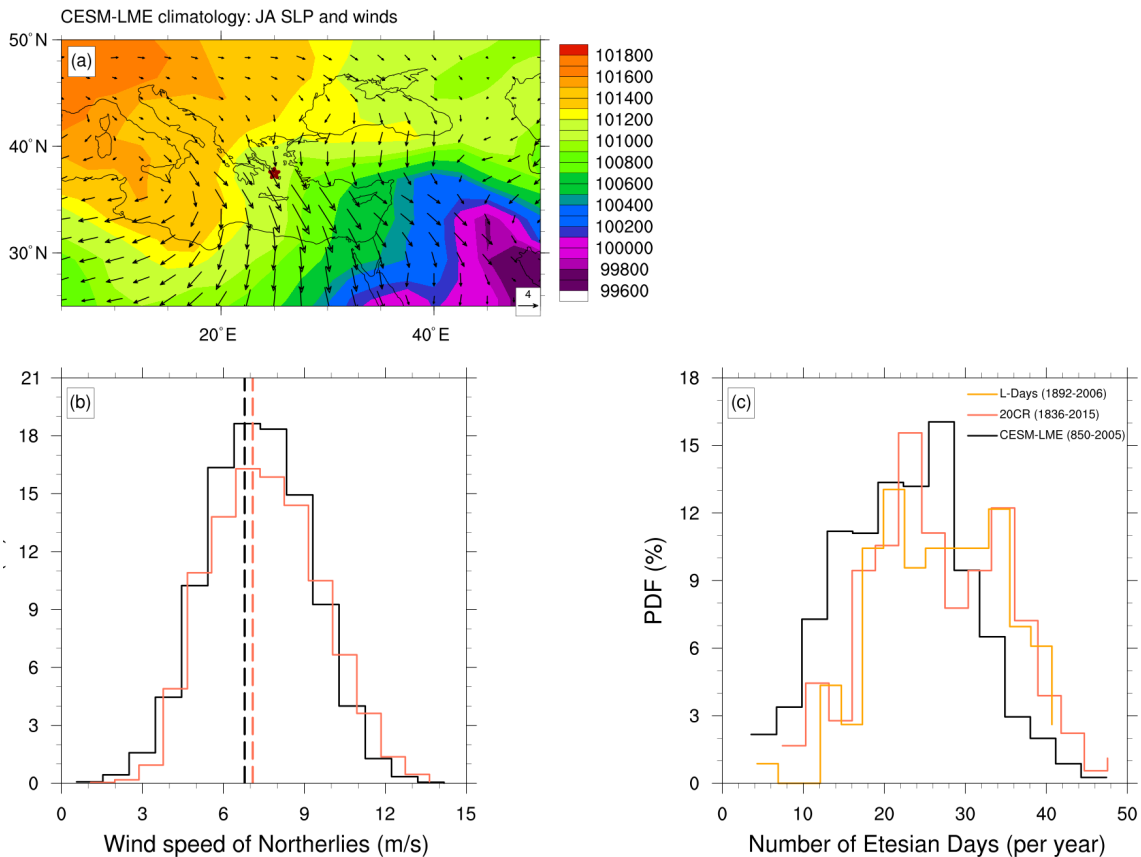 CESM-LME climatology: JA SLP and winds
50°N
40°N
30°N
(a)
4
20°E
40°E
101800
101600
101400
101200
101000
100800
100600
100400
100200
100000
99800
99600
21
18
15
12
9
6
3
0
(b)
0 3 6 9 12 15
Wind speed of Northerlies (m/s)
18
15
12
9
6
3
0
PDF (%)
(c)
L-Days (1892-2006)
20CR (1836-2015)
CESM-LME (850-2005)
0 10 20 30 40 50
Number of Etesian Days (per year)